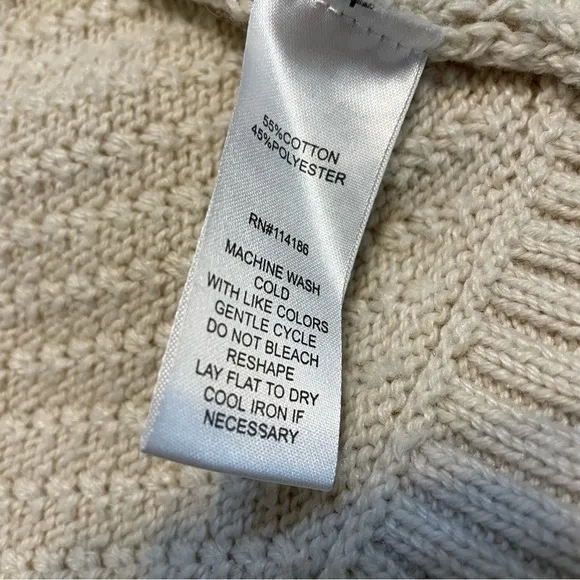 55%COTTON
45%POLYESTER
RN#114186
MACHINE WASH
COLD
WITH LIKE COLORS
GENTLE CYCLE
DO NOT BLEACH
RESHAPE
LAY FLAT TO DRY
COOL IRON IF
NECESSARY